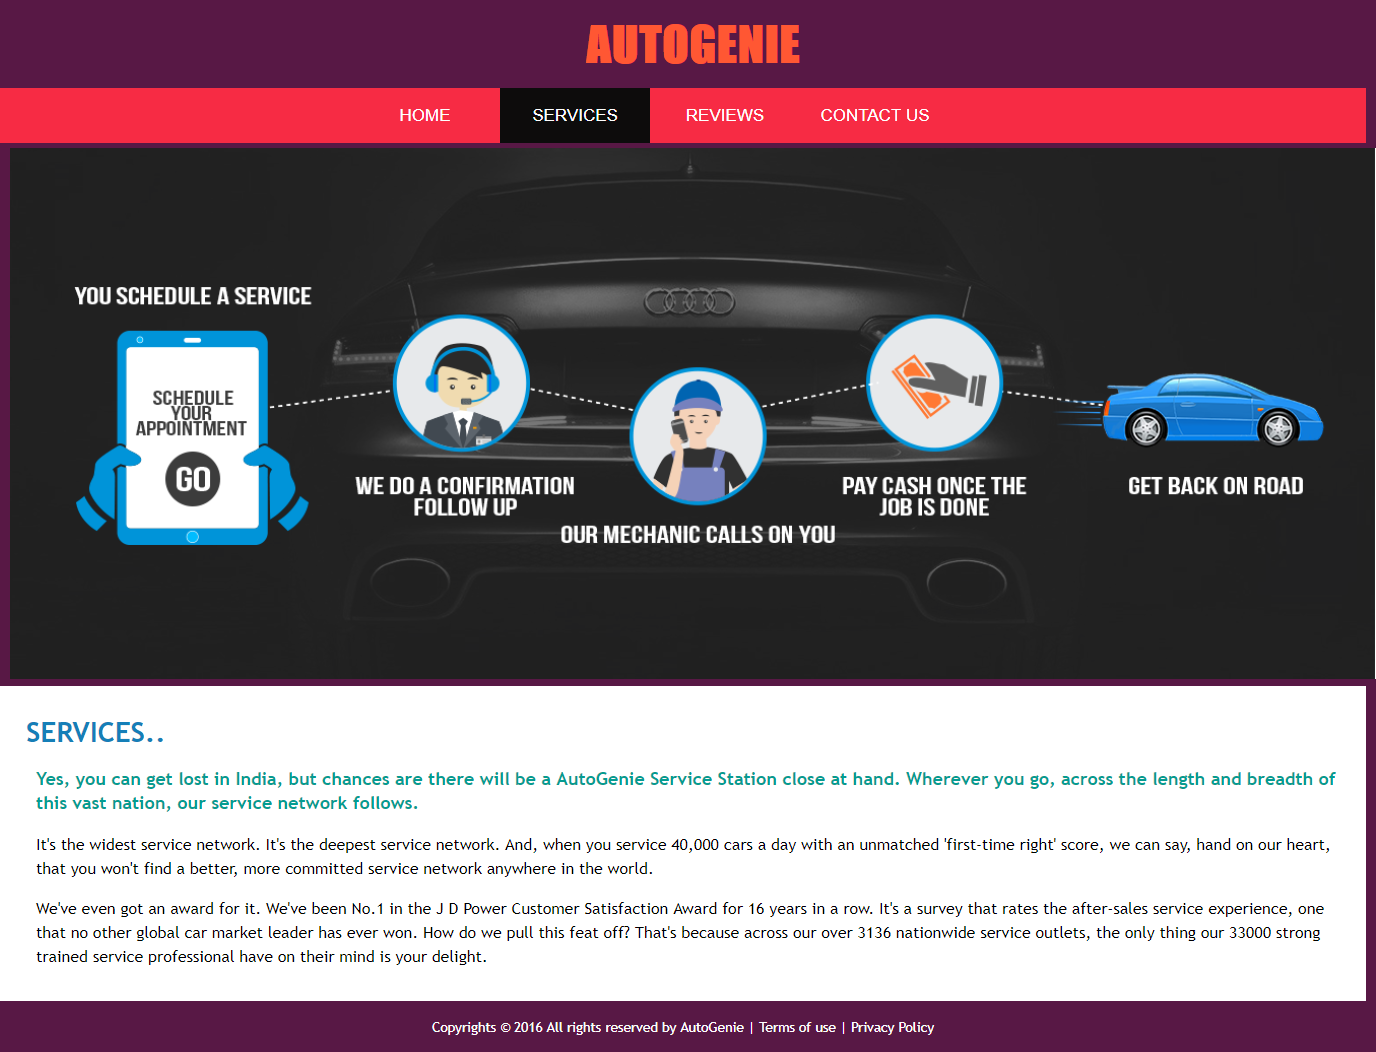 AUTOGENIE
HOME SERVICES REVIEWS CONTACT US
YOU SCHEDULE A SERVICE
SCHEDULE
YOUR
APPOINTMENT
GO
WE DO A CONFIRMATION
FOLLOW UP
OUR MECHANIC CALLS ON YOU
PAY CASH ONCE THE
JOB IS DONE
GET BACK ON ROAD
SERVICES..
Yes, you can get lost in India, but chances are there will be a AutoGenie Service Station close at hand. Wherever you go, across the length and breadth of
this vast nation, our service network follows.
It's the widest service network. It's the deepest service network. And, when you service 40,000 cars a day with an unmatched 'first-time right' score, we can say, hand on our heart,
that you won't find a better, more committed service network anywhere in the world.
We've even got an award for it. We've been No.1 in the J D Power Customer Satisfaction Award for 16 years in a row. It's a survey that rates the after-sales service experience, one
that no other global car market leader has ever won. How do we pull this feat off? That's because across our over 3136 nationwide service outlets, the only thing our 33000 strong
trained service professional have on their mind is your delight.
Copyrights © 2016 All rights reserved by AutoGenie | Terms of use | Privacy Policy